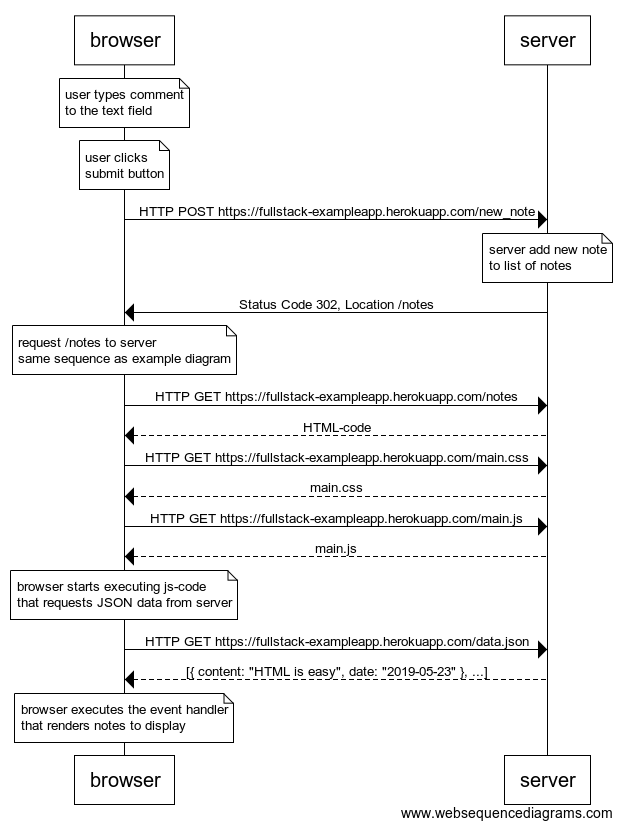 browser
server
user types comment
to the text field
user clicks
submit button
HTTP POST https://fullstack-exampleapp.herokuapp.com/new_note
server add new note
to list of notes
Status Code 302, Location /notes
request /notes to server
same sequence as example diagram
HTTP GET https://fullstack-exampleapp.herokuapp.com/notes
HTML-code
HTTP GET https://fullstack-exampleapp.herokuapp.com/main.css
main.css
HTTP GET https://fullstack-exampleapp.herokuapp.com/main.js
main.js
browser starts executing js-code
that requests JSON data from server
HTTP GET https://fullstack-exampleapp.herokuapp.com/data.json
[{ content: "HTML is easy", date: "2019-05-23" }, ...]
browser executes the event handler
that renders notes to display
browser
server
www.websequencediagrams.com